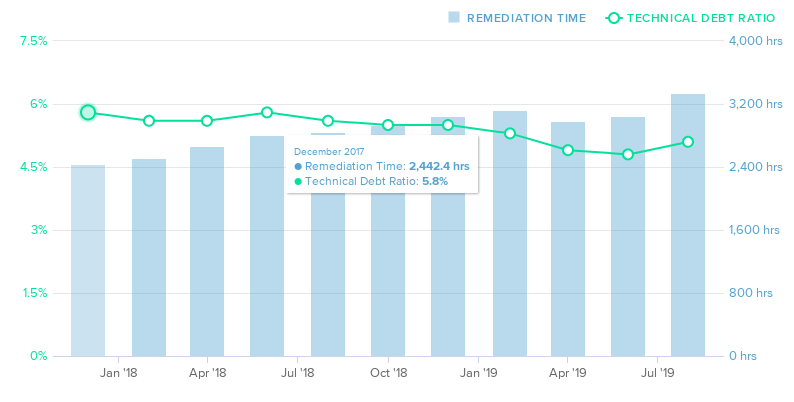 REMEDIATION TIME TECHNICAL DEBT RATIO
7.5% 4,000 hrs
6% 3,200 hrs
December 2017
Remediation Time: 2,442.4 hrs
4.5% 2,400 hrs
Technical Debt Ratio: 5.8%
3% 1,600 hrs
1.5% 800 hrs
0% 0 hrs
Jan '18 Apr '18 Jul '18 Oct '18 Jan '19 Apr '19 Jul '19